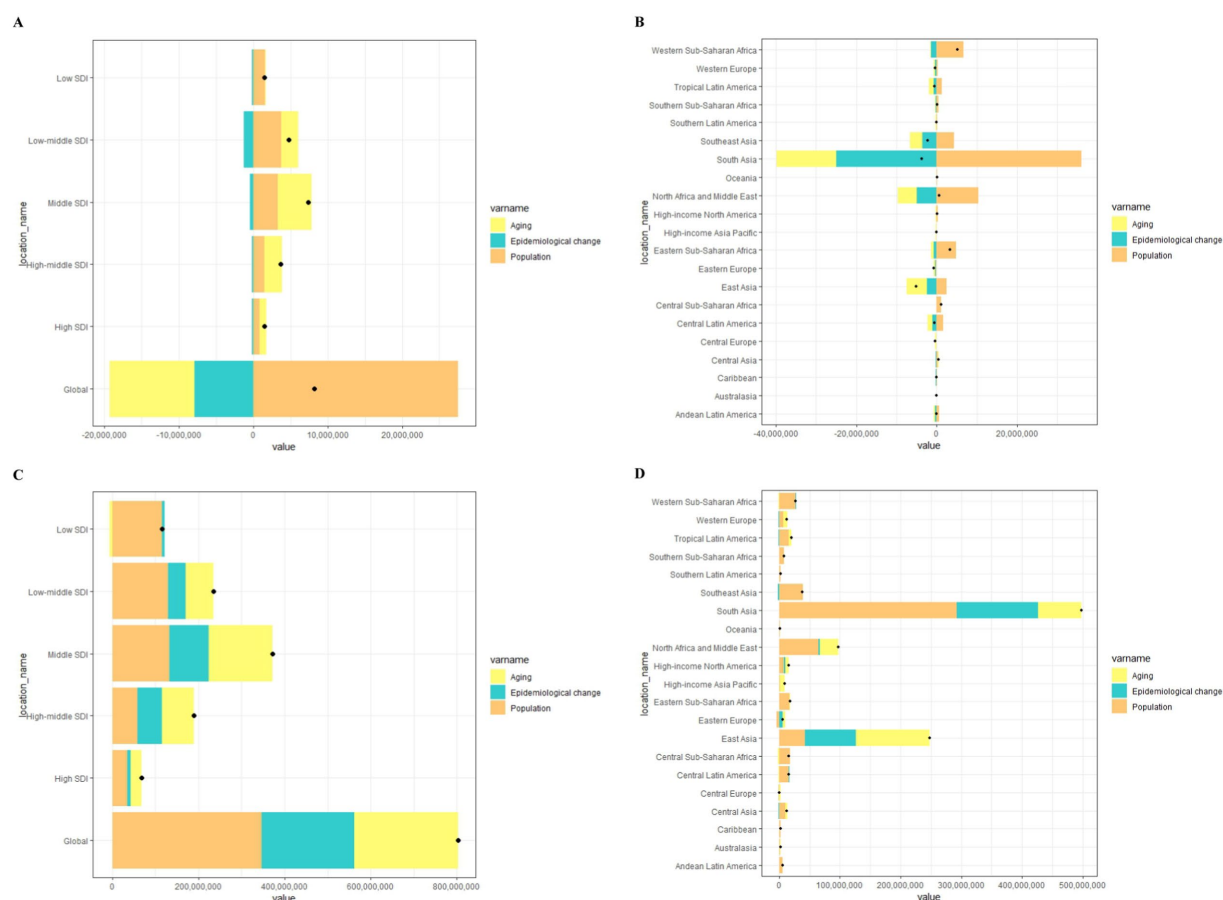 A
location_name
Low SDI
Low-middle SDI
Middle SDI
High-middle SDI
High SDI
Global
-20,000,000 -10,000,000 0 10,000,000 20,000,000
value
varname
Aging
Epidemiological change
Population
B
location_name
Western Sub-Saharan Africa
Western Europe
Tropical Latin America
Southern Sub-Saharan Africa
Southern Latin America
Southeast Asia
South Asia
Oceania
North Africa and Middle East
High-income North America
High-income Asia Pacific
Eastern Sub-Saharan Africa
Eastern Europe
East Asia
Central Sub-Saharan Africa
Central Latin America
Central Europe
Central Asia
Caribbean
Australasia
Andean Latin America
-40,000,000 -20,000,000 0 20,000,000
value
varname
Aging
Epidemiological change
Population
C
location_name
Low SDI
Low-middle SDI
Middle SDI
High-middle SDI
High SDI
Global
0 200,000,000 400,000,000 600,000,000 800,000,000
value
varname
Aging
Epidemiological change
Population
D
location_name
Western Sub-Saharan Africa
Western Europe
Tropical Latin America
Southern Sub-Saharan Africa
Southern Latin America
Southeast Asia
South Asia
Oceania
North Africa and Middle East
High-income North America
High-income Asia Pacific
Eastern Sub-Saharan Africa
Eastern Europe
East Asia
Central Sub-Saharan Africa
Central Latin America
Central Europe
Central Asia
Caribbean
Australasia
Andean Latin America
0 100,000,000 200,000,000 300,000,000 400,000,000 500,000,000
value
varname
Aging
Epidemiological change
Population